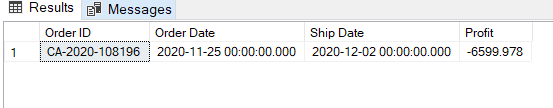 Results Messages
Order ID Order Date Ship Date Profit
1 CA-2020-108196 2020-11-25 00:00:00.000 2020-12-02 00:00:00.000 -6599.978